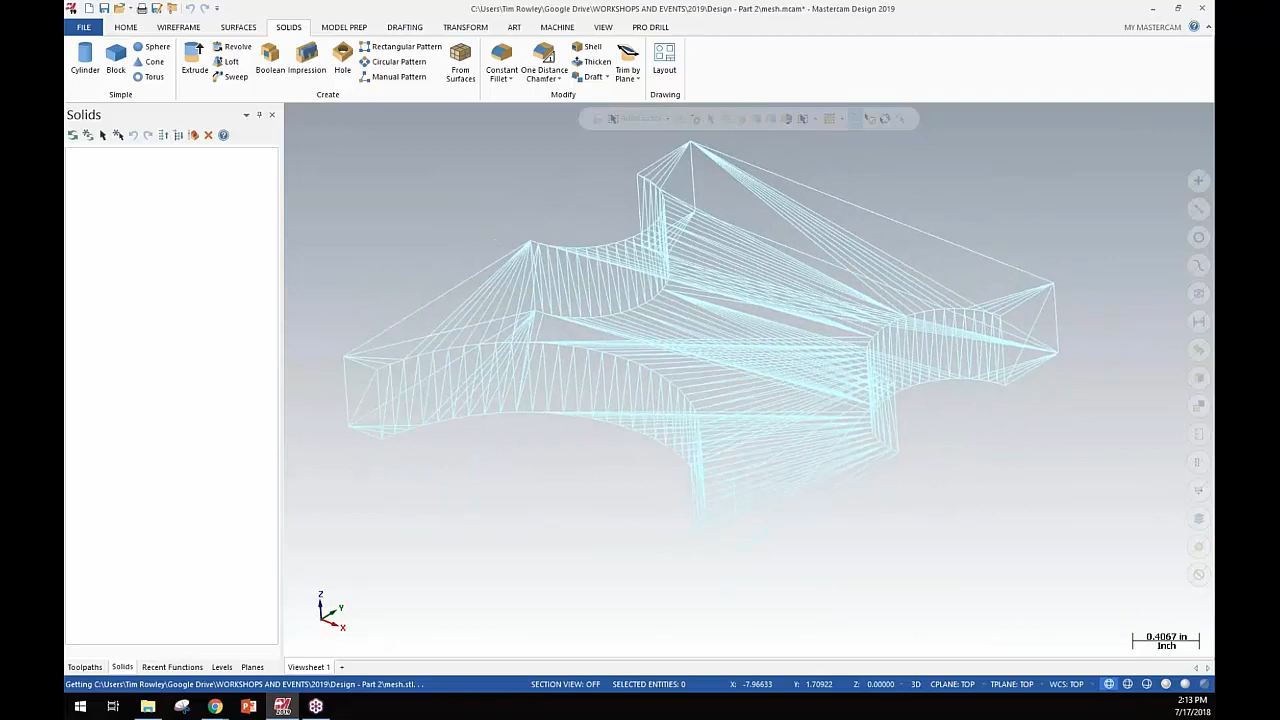 C:\Users\Tim Rowley\Google Drive\WORKSHOPS AND EVENTS\2019\Design - Part 2\mesh.mcam* - Mastercam Design 2019
FILE HOME WIREFRAME SURFACES SOLIDS MODEL PREP DRAFTING TRANSFORM ART MACHINE VIEW PRO DRILL MY MASTERCAM
Cylinder Block Sphere Cone Torus
Simple
Extrude Revolve Loft Sweep Boolean Impression Hole Rectangular Pattern Circular Pattern Manual Pattern From Surfaces
Create
Constant Fillet One Distance Chamfer Shell Thicken Draft Trim by Plane
Modify
Layout
Drawing
Solids
Z
Y
X
0.4067 in
Inch
Toolpaths Solids Recent Functions Levels Planes Viewsheet 1 +
Getting C:\Users\Tim Rowley\Google Drive\WORKSHOPS AND EVENTS\2019\Design - Part 2\mesh.stl. . . SECTION VIEW: OFF SELECTED ENTITIES: 0 X: -7.96633 Y: 1.70922 Z: 0.00000 3D CPLANE: TOP TPLANE: TOP WCS: TOP
2:13 PM
7/17/2018